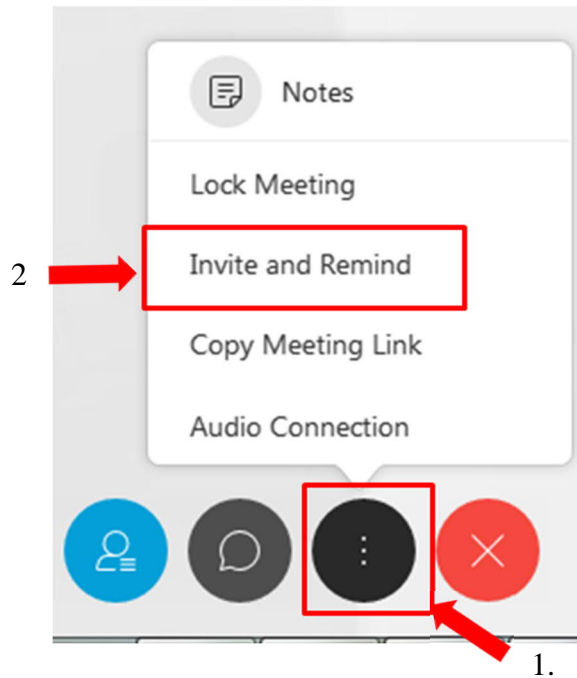 Notes
Lock Meeting
2
Invite and Remind
Copy Meeting Link
Audio Connection
1.